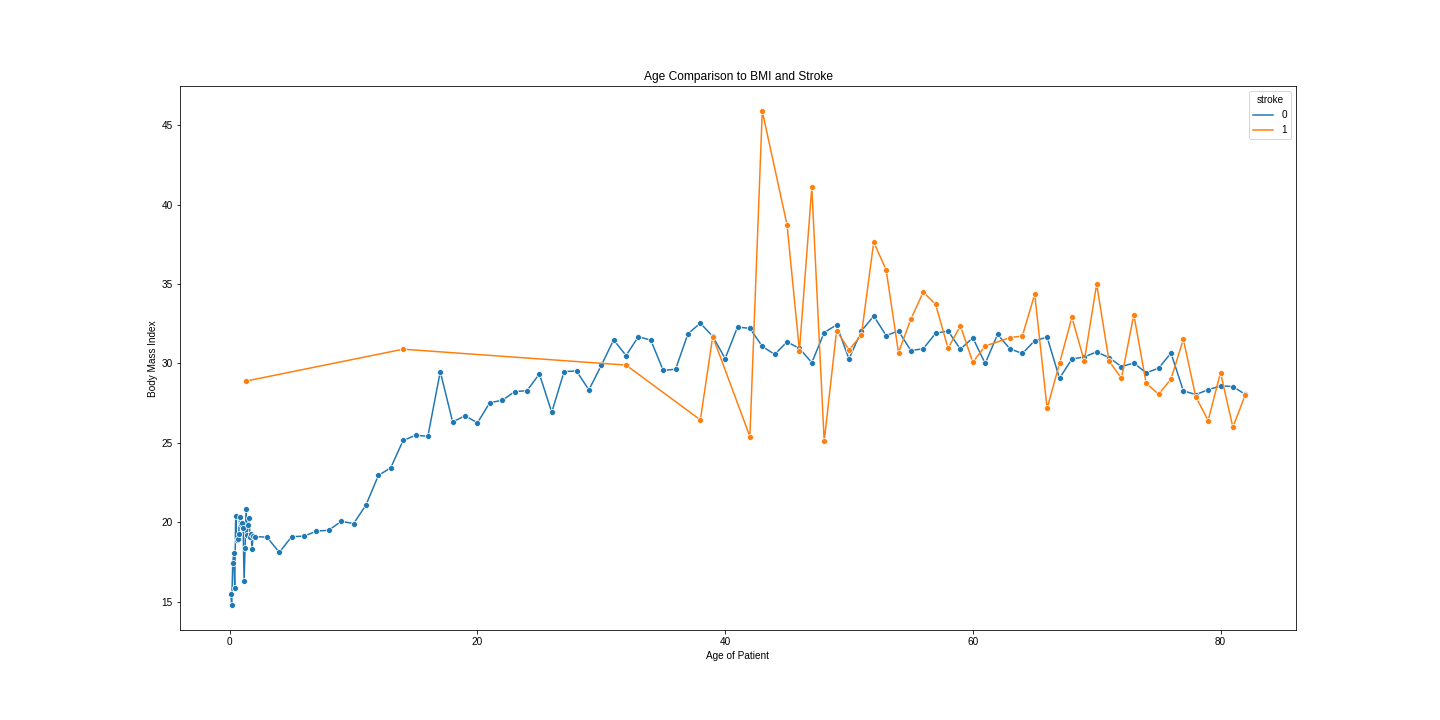 Age Comparison to BMI and Stroke
stroke
0
1
45
40
35
30
25
20
15
Body Mass Index
0 20 40 60 80
Age of Patient